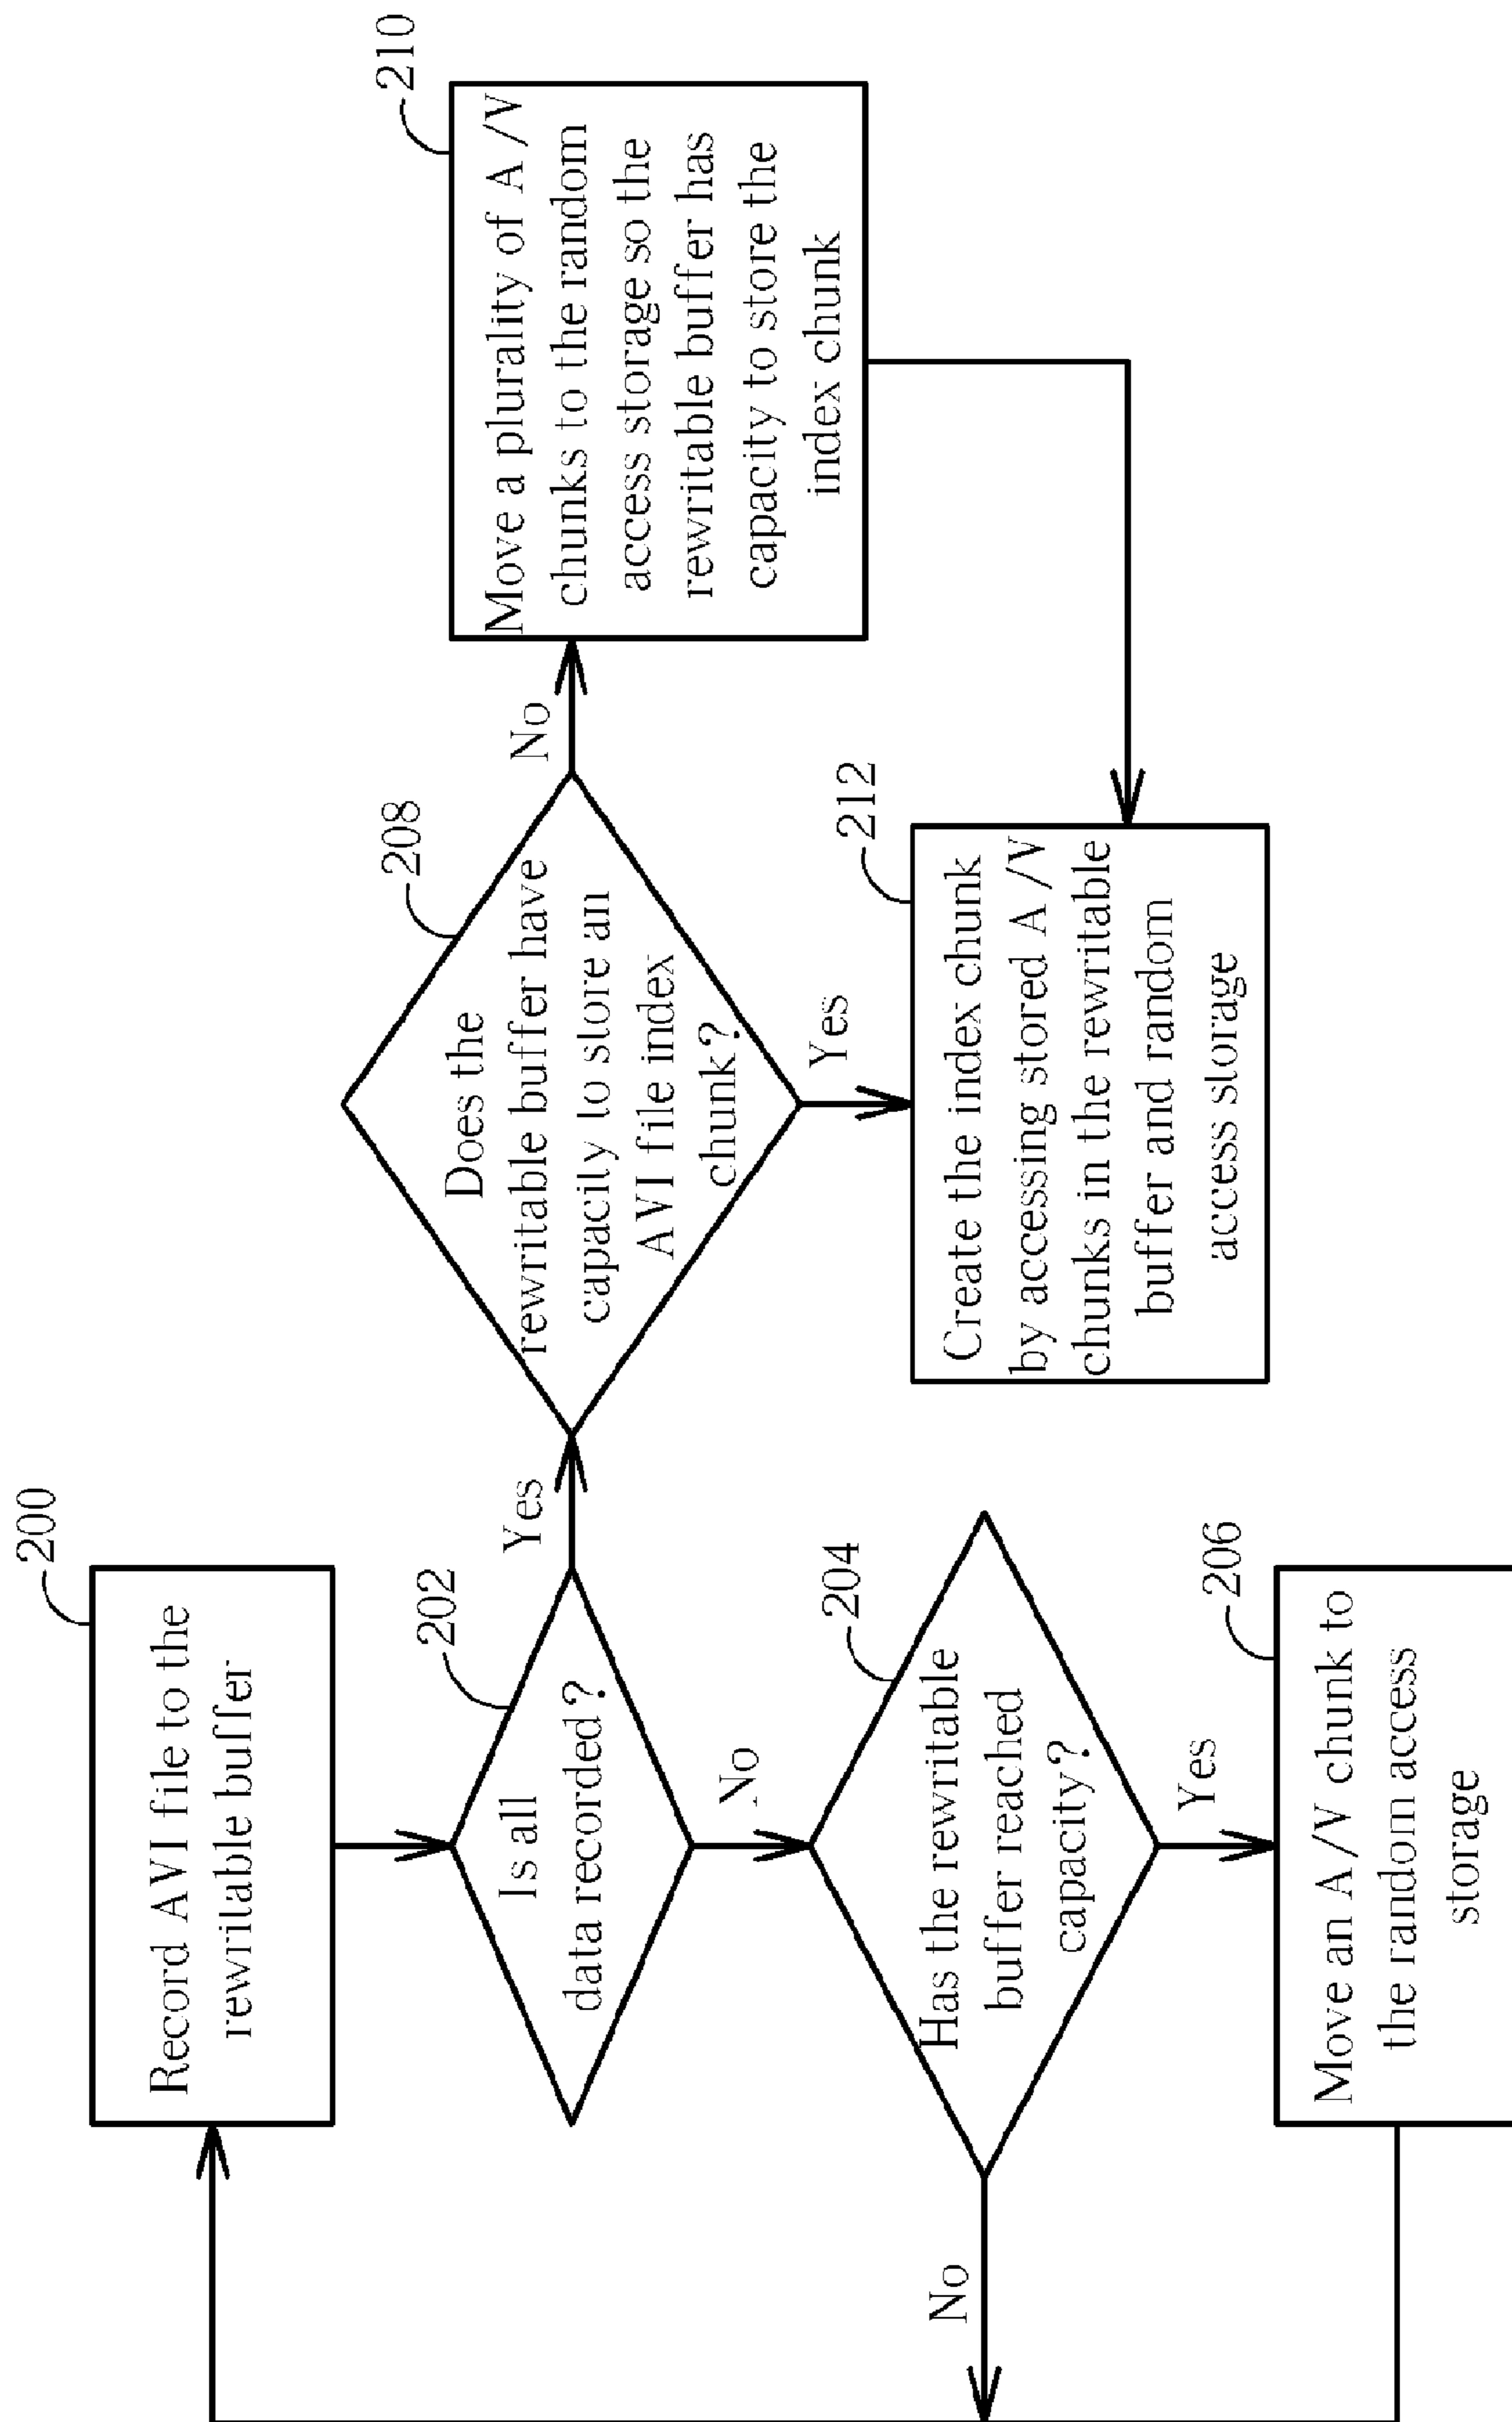 200
Record AVI file to the
rewritable buffer
202
Is all
data recorded?
Yes
No
204
Has the rewritable
buffer reached
capacity?
No
Yes
206
Move an A/V chunk to
the random access
storage
208
Does the
rewritable buffer have
capacity to store an
AVI file index
chunk?
No
Yes
210
Move a plurality of A/V
chunks to the random
access storage so the
rewritable buffer has
capacity to store the
index chunk
212
Create the index chunk
by accessing stored A/V
chunks in the rewritable
buffer and random
access storage